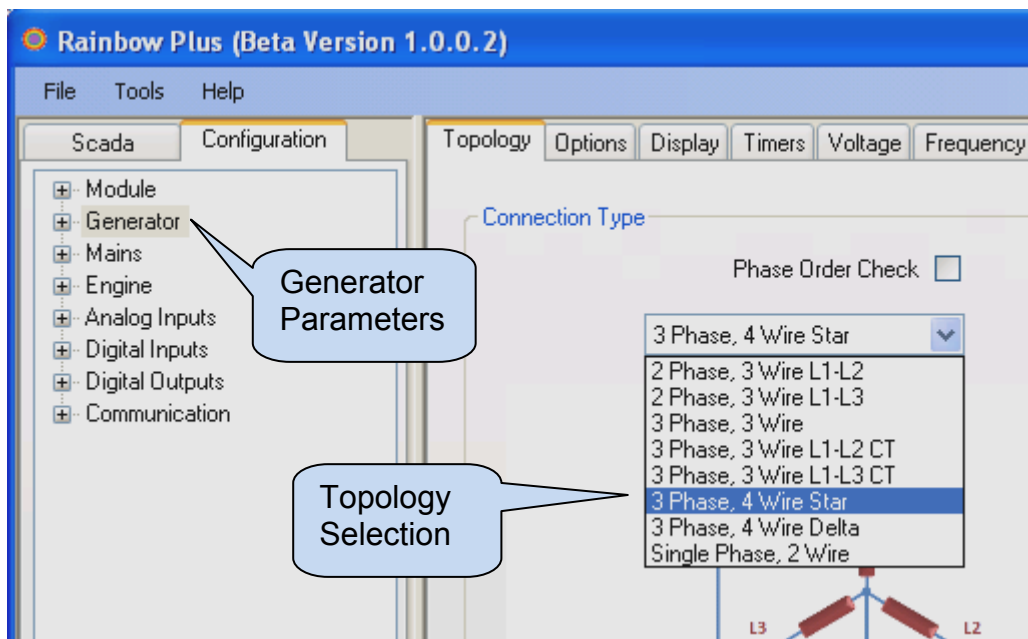 Rainbow Plus (Beta Version 1.0.0.2)
File Tools Help
Scada Configuration
Topology Options Display Timers Voltage Frequency
Module
Generator
Mains
Engine
Analog Inputs
Digital Inputs
Digital Outputs
Communication
Generator
Parameters
Connection Type
Phase Order Check
3 Phase, 4 Wire Star
2 Phase, 3 Wire L1-L2
2 Phase, 3 Wire L1-L3
3 Phase, 3 Wire
3 Phase, 3 Wire L1-L2 CT
3 Phase, 3 Wire L1-L3 CT
3 Phase, 4 Wire Star
3 Phase, 4 Wire Delta
Single Phase, 2 Wire
Topology
Selection
L3 L2